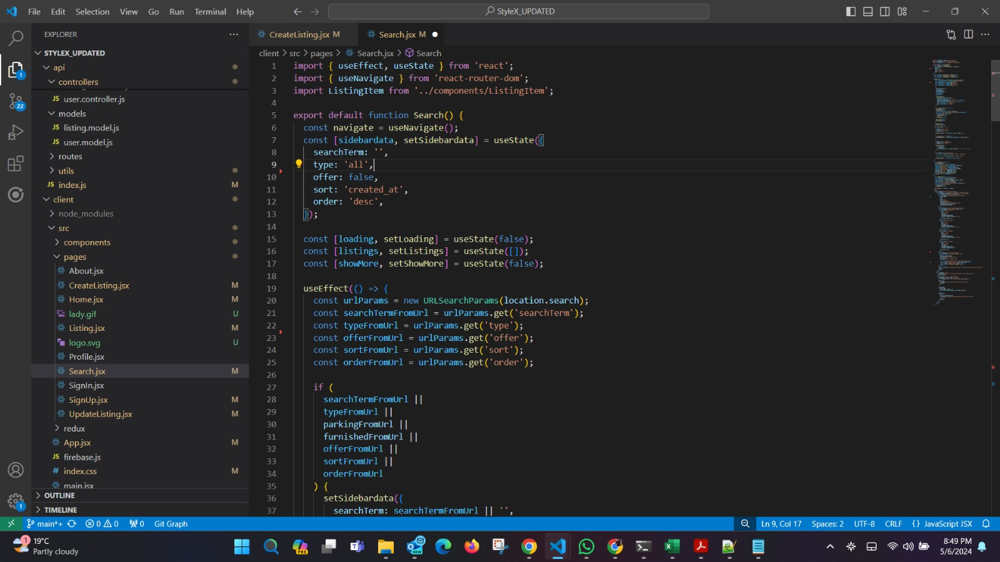 File Edit Selection View Go Run Terminal Help
StyleX_UPDATED
EXPLORER
STYLEX_UPDATED
api
controllers
JS user.controller.js
models
JS listing.model.js
JS user.model.js
routes
utils
JS index.js M
client
node_modules
src
components
pages
About.jsx
CreateListing.jsx M
Home.jsx M
lady.gif U
Listing.jsx M
logo.svg U
Profile.jsx
Search.jsx M
SignIn.jsx
SignUp.jsx M
UpdateListing.jsx M
redux
App.jsx M
JS firebase.js
# index.css M
main.jsx
OUTLINE
TIMELINE
1
22
1
CreateListing.jsx M Search.jsx M
client > src > pages > Search.jsx > Search
1 import { useEffect, useState } from 'react';
2 import { useNavigate } from 'react-router-dom';
3 import ListingItem from '../components/ListingItem';
4
5 export default function Search() {
6 const navigate = useNavigate();
7 const [sidebardata, setSidebardata] = useState({
8 searchTerm: '',
9 type: 'all',
10 offer: false,
11 sort: 'created_at',
12 order: 'desc',
13 });
14
15 const [loading, setLoading] = useState(false);
16 const [listings, setListings] = useState([]);
17 const [showMore, setShowMore] = useState(false);
18
19 useEffect(() => {
20 const urlParams = new URLSearchParams(location.search);
21 const searchTermFromUrl = urlParams.get('searchTerm');
22 const typeFromUrl = urlParams.get('type');
23 const offerFromUrl = urlParams.get('offer');
24 const sortFromUrl = urlParams.get('sort');
25 const orderFromUrl = urlParams.get('order');
26
27 if (
28 searchTermFromUrl ||
29 typeFromUrl ||
30 parkingFromUrl ||
31 furnishedFromUrl ||
32 offerFromUrl ||
33 sortFromUrl ||
34 orderFromUrl
35 ) {
36 setSidebardata({
37 searchTerm: searchTermFromUrl || '',
main*+ 0 0 0 Git Graph Ln 9, Col 17 Spaces: 2 UTF-8 CRLF {} JavaScript JSX
1 19°C
Partly cloudy
PRE
NEW
8:49 PM
5/6/2024